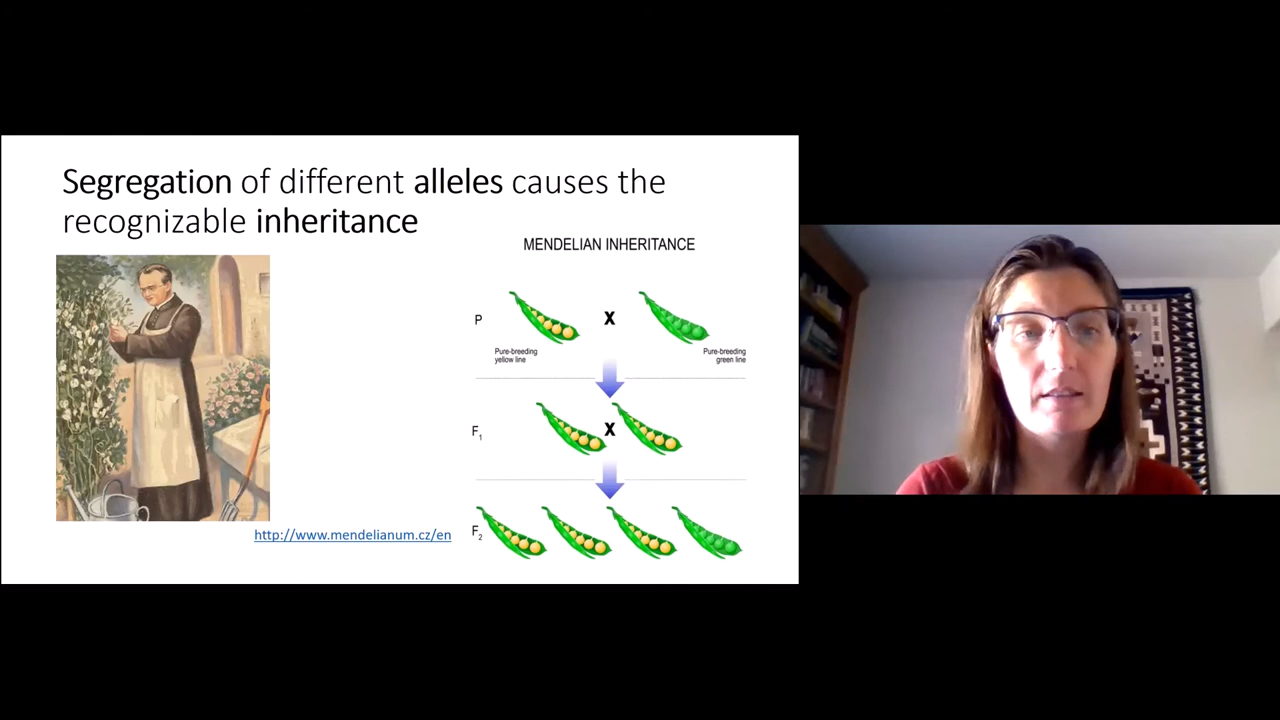 Segregation of different alleles causes the
recognizable inheritance
MENDELIAN INHERITANCE
P
X
Pure-breeding
yellow line
Pure-breeding
green line
F1
X
F2
http://www.mendelianum.cz/en